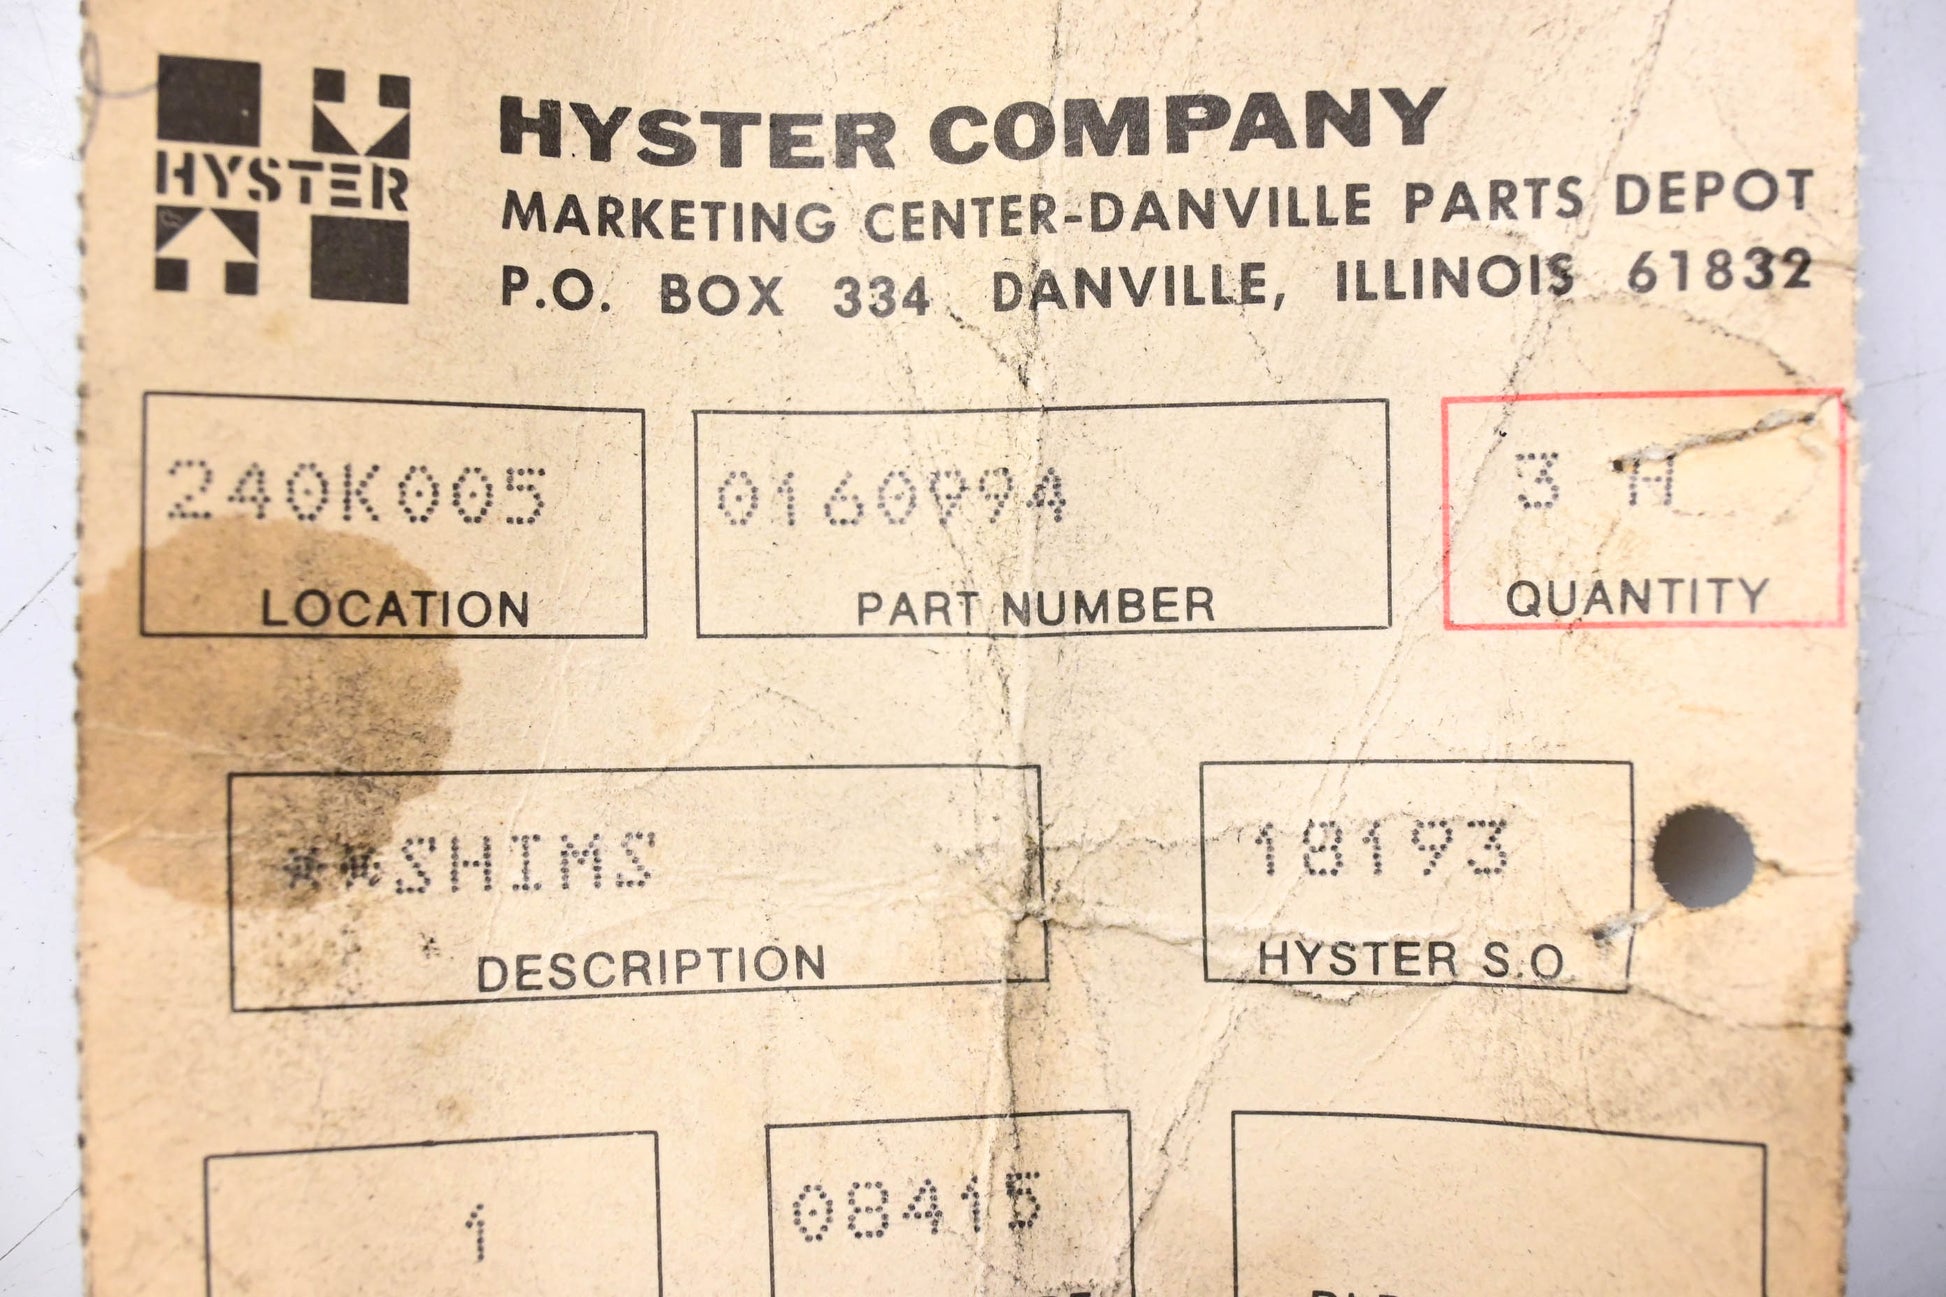 HYSTER
HYSTER COMPANY
MARKETING CENTER-DANVILLE PARTS DEPOT
P.O. BOX 334 DANVILLE, ILLINOIS 61832
240K005 0160994 3 H
LOCATION PART NUMBER QUANTITY
**SHIMS 18193
DESCRIPTION HYSTER S.O
1 08415